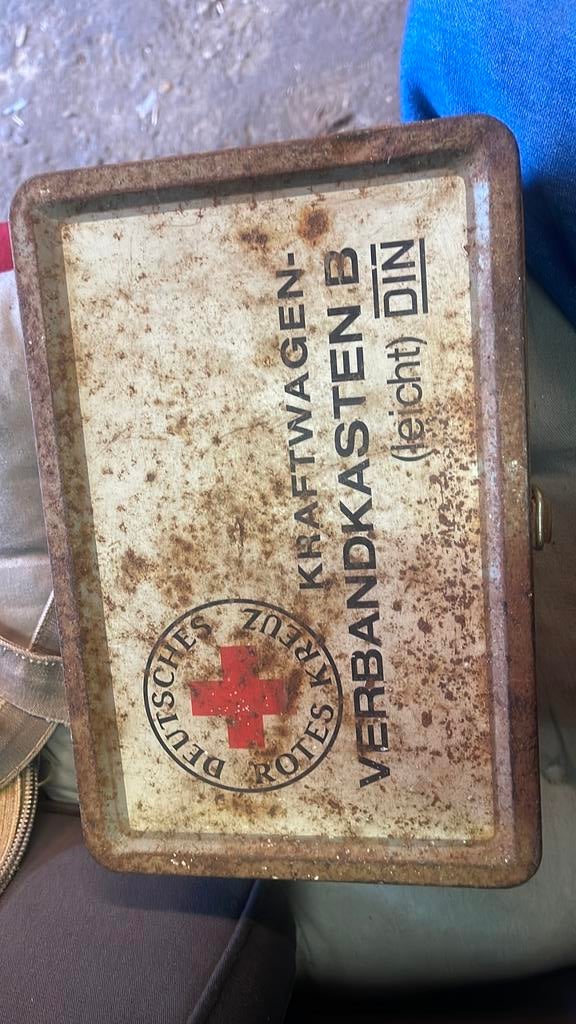 DEUTSCHES
ROTES KREUZ
KRAFTWAGEN-
VERBANDKASTEN B
(leicht) DIN